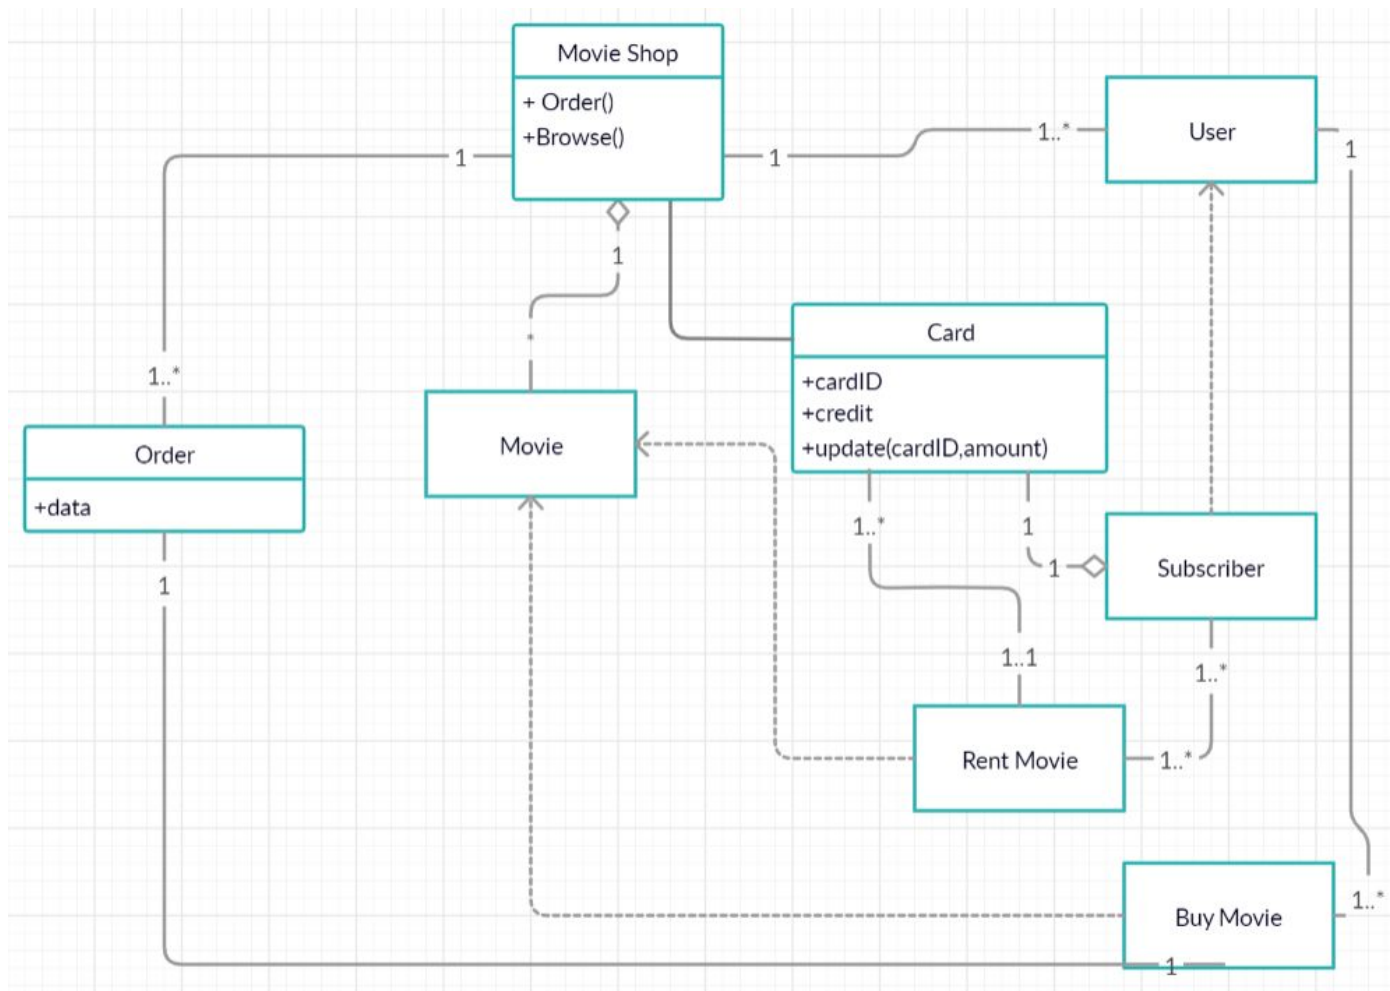 Movie Shop
+ Order()
+Browse()
User
1
1
1..*
1
1
*
1..*
Card
+cardID
+credit
+update(cardID,amount)
Movie
Order
+data
1..*
1
1
Subscriber
1
1..1
1..*
Rent Movie
1..*
Buy Movie
1..*
1